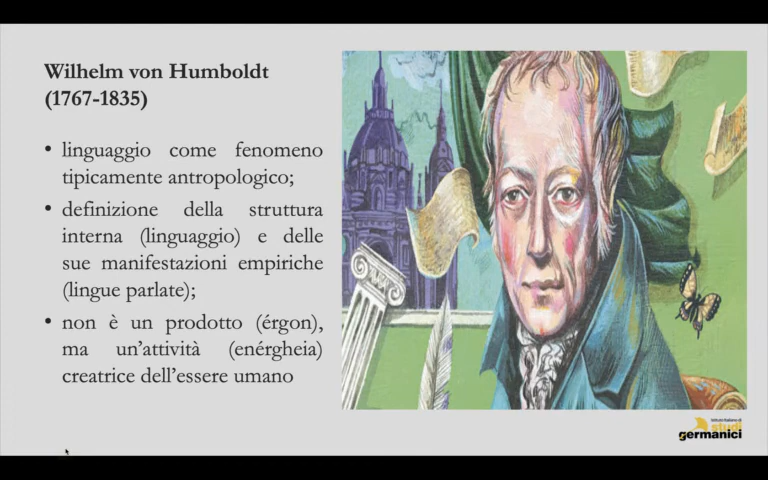 Wilhelm von Humboldt
(1767-1835)
• linguaggio come fenomeno
tipicamente antropologico;
• definizione della struttura
interna (linguaggio) e delle
sue manifestazioni empiriche
(lingue parlate);
• non è un prodotto (érgon),
ma un’attività (enérgheia)
creatrice dell’essere umano
Istituto Italiano di
studi
germanici